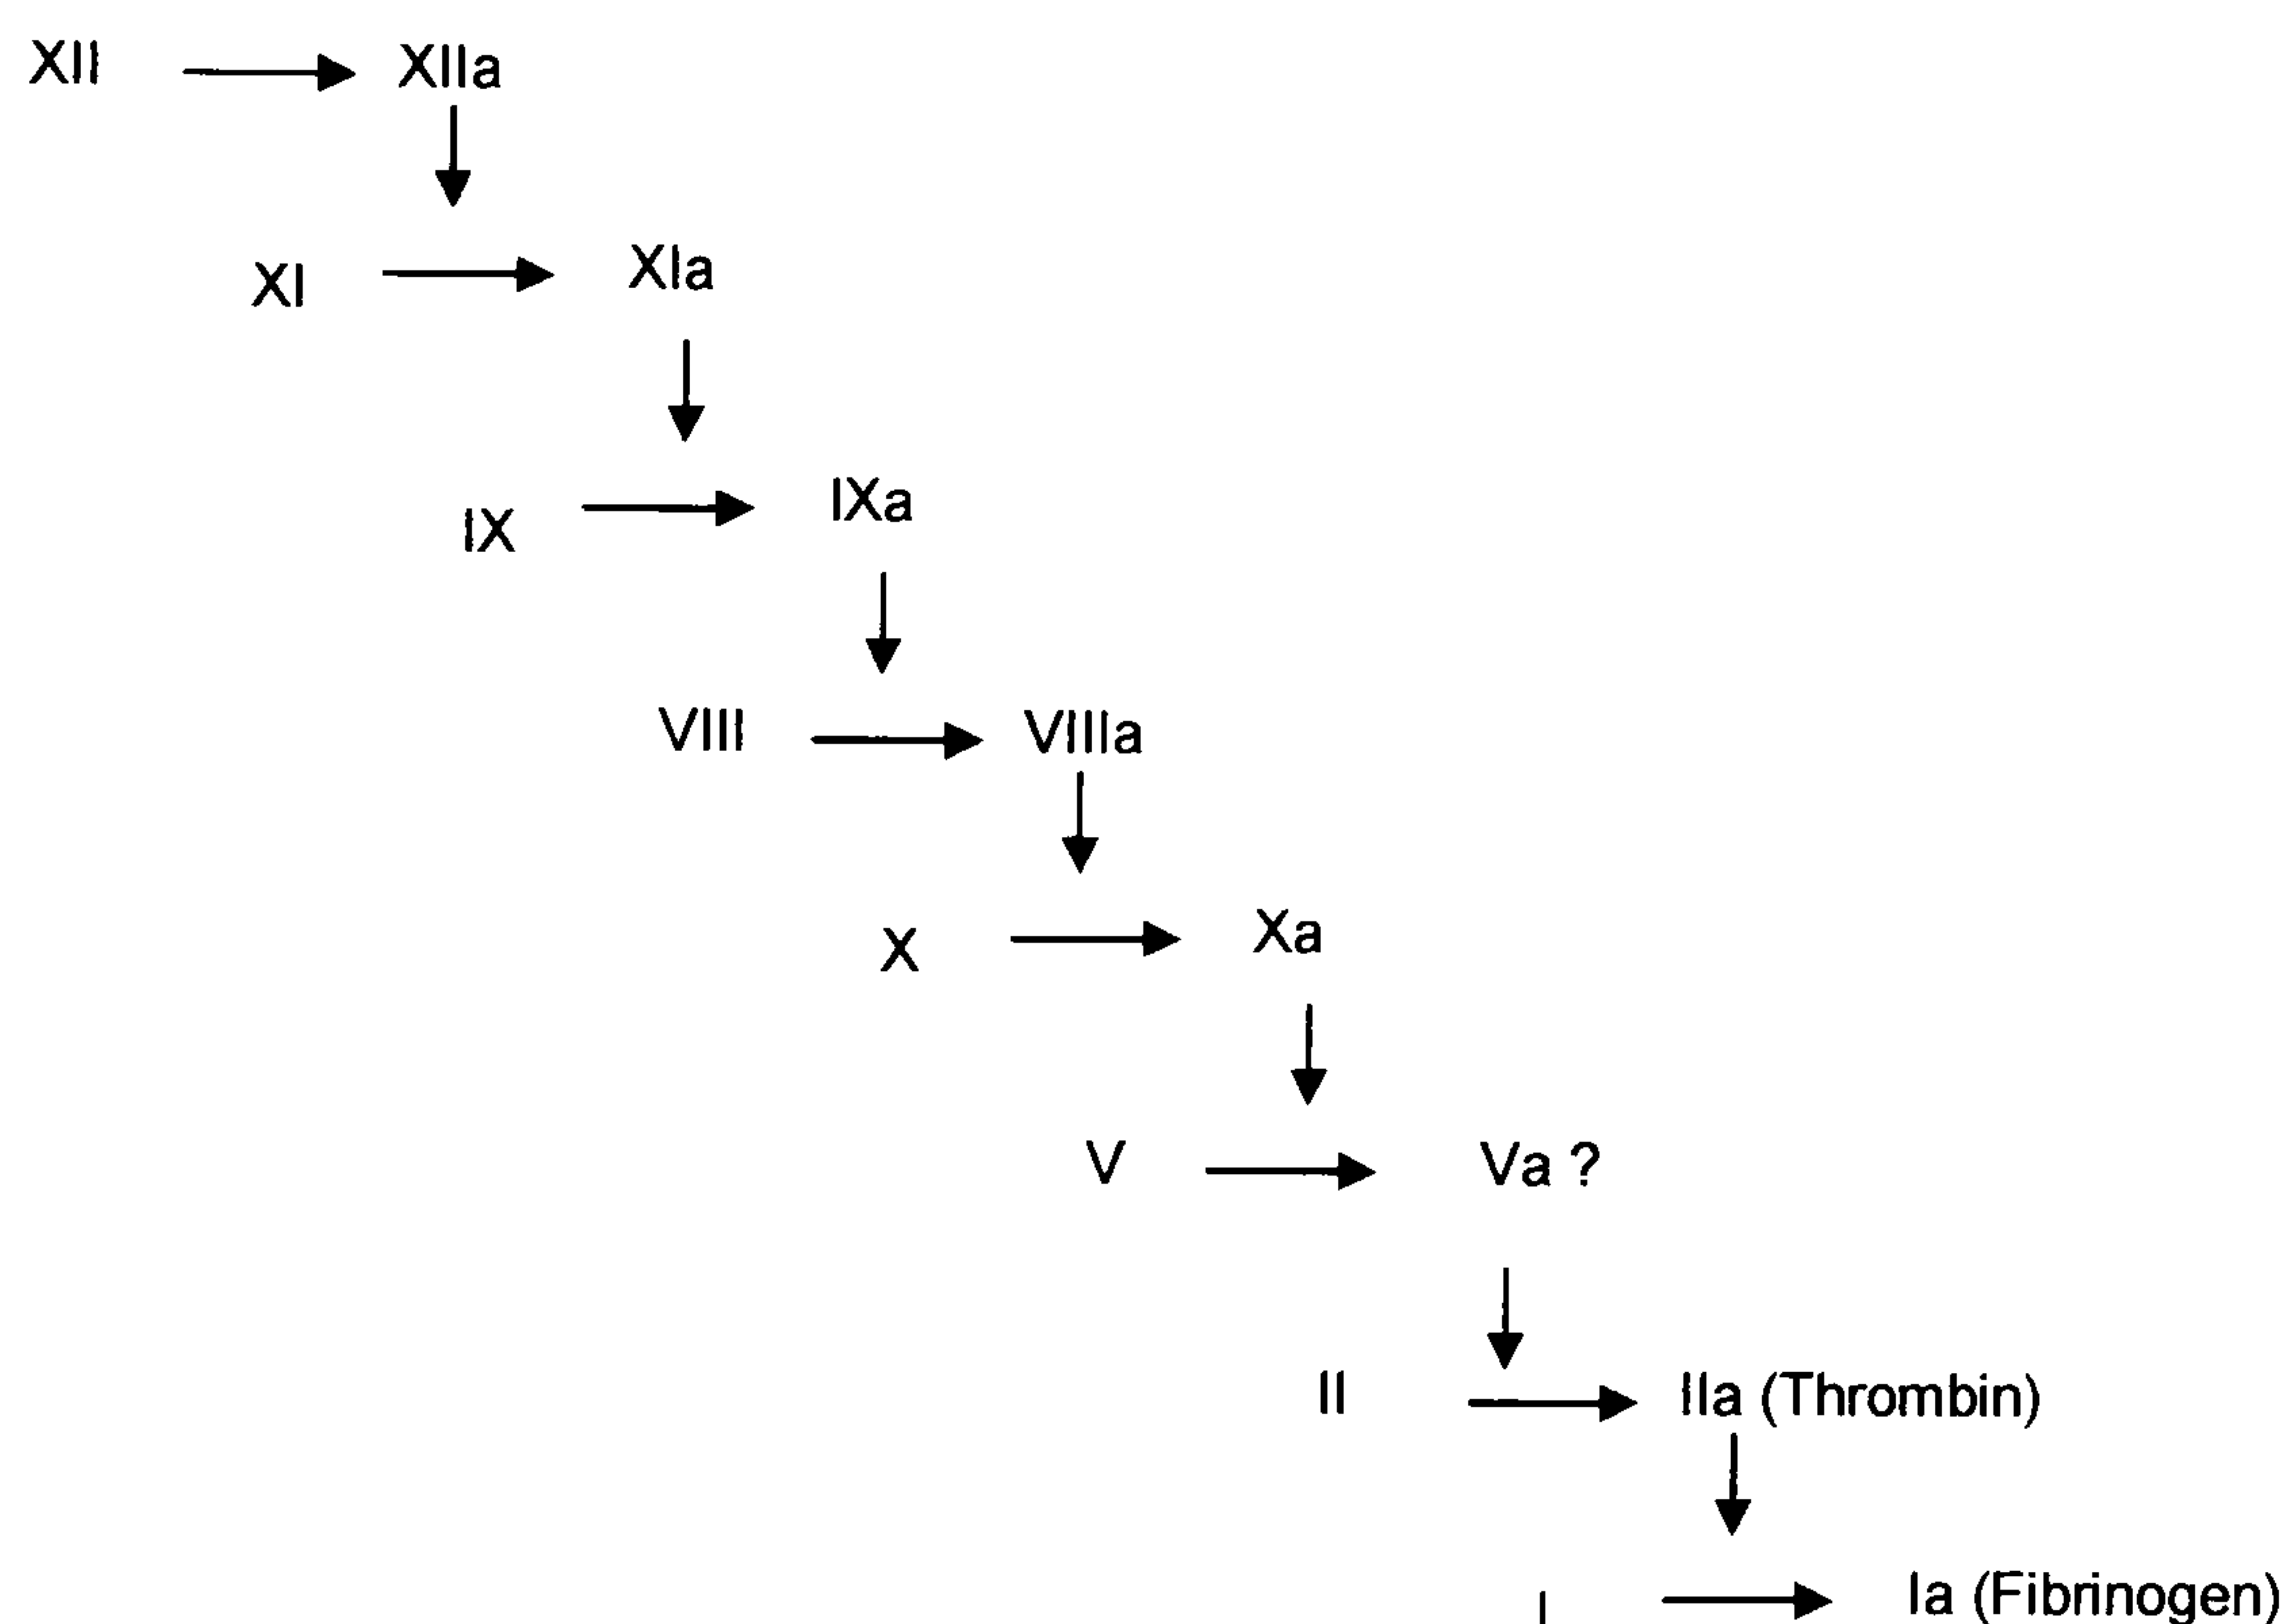 XII XIIa
XI XIa
IX IXa
VIII VIIIa
X Xa
V Va ?
II IIa (Thrombin)
I Ia (Fibrinogen)